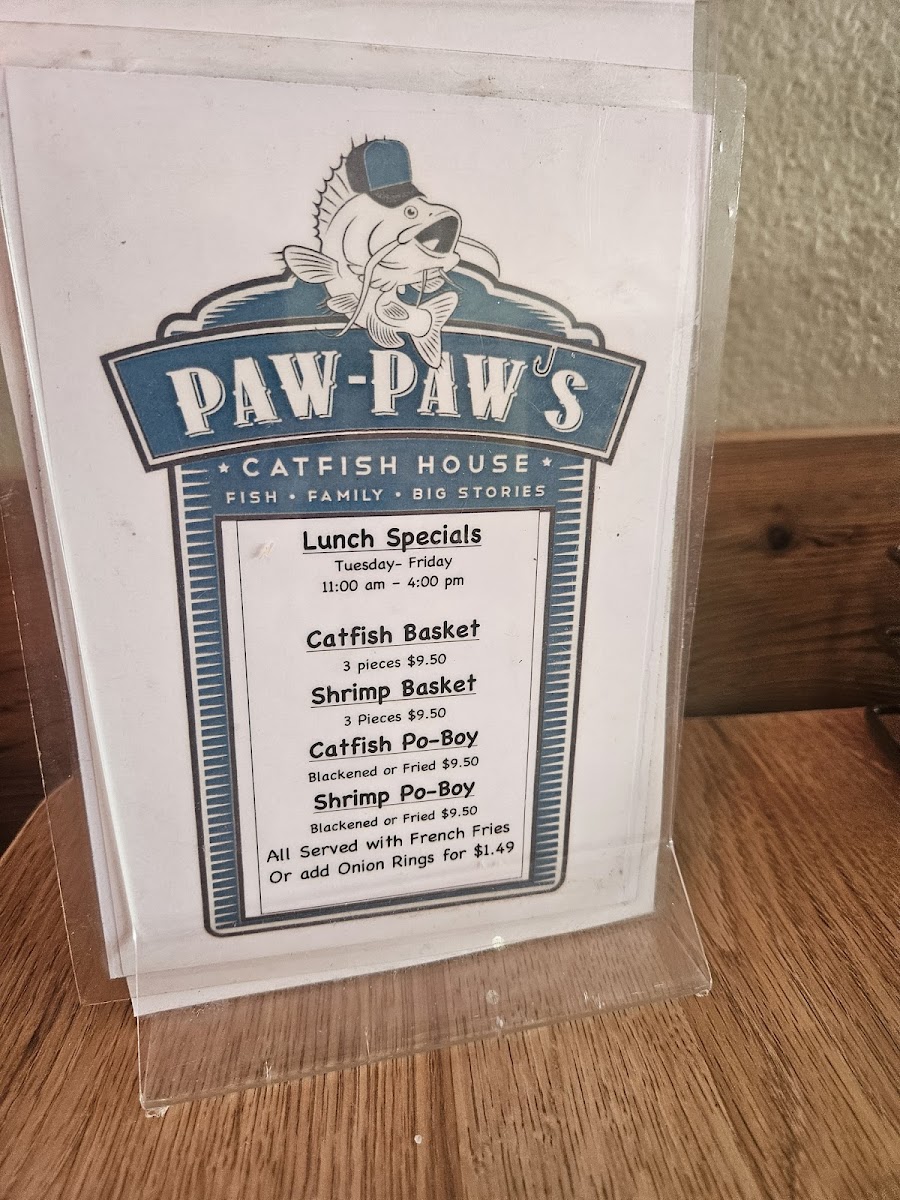 PAW-PAW'S
★ CATFISH HOUSE ★
FISH • FAMILY • BIG STORIES
Lunch Specials
Tuesday- Friday
11:00 am – 4:00 pm
Catfish Basket
3 pieces $9.50
Shrimp Basket
3 Pieces $9.50
Catfish Po-Boy
Blackened or Fried $9.50
Shrimp Po-Boy
Blackened or Fried $9.50
All Served with French Fries
Or add Onion Rings for $1.49